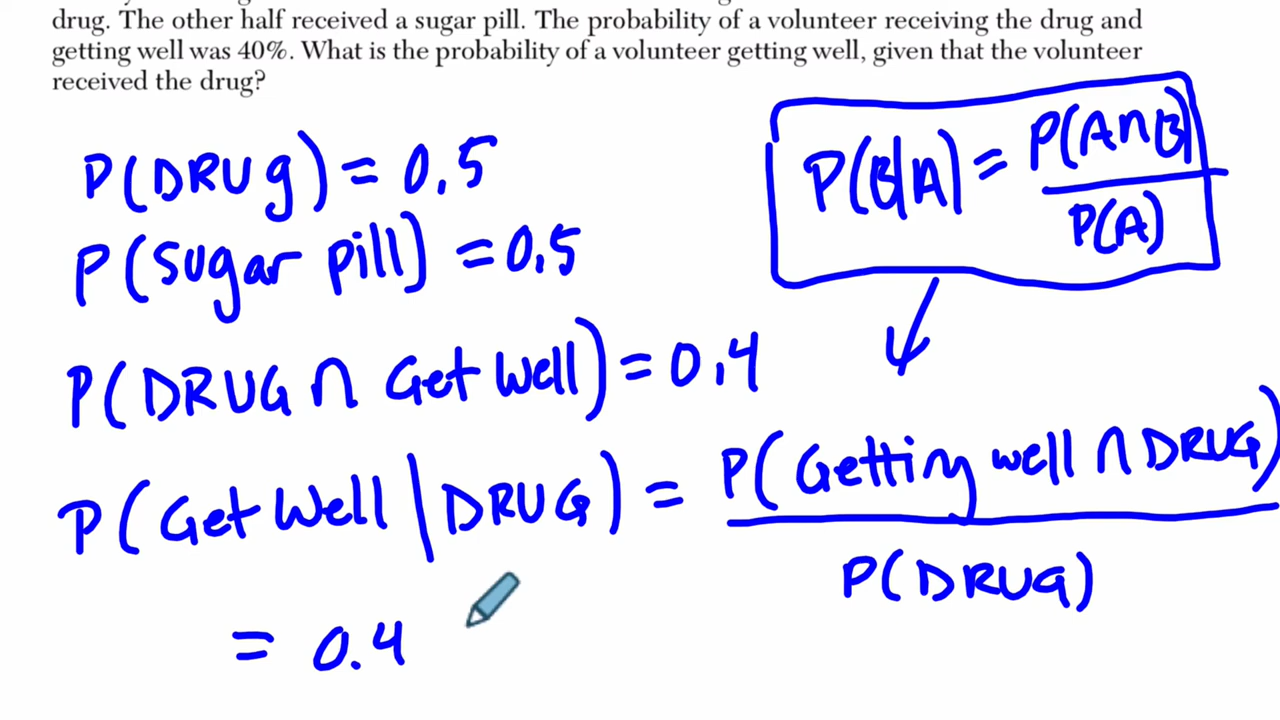 drug. The other half received a sugar pill. The probability of a volunteer receiving the drug and
getting well was 40%. What is the probability of a volunteer getting well, given that the volunteer
received the drug?
P(DRUg) = 0.5
P(B|A) = P(A∩B) / P(A)
P(sugar pill) = 0.5
P(DRUG ∩ Get Well) = 0.4
P(Get Well | DRUG) = P(Getting well ∩ DRUG) / P(DRUG)
= 0.4